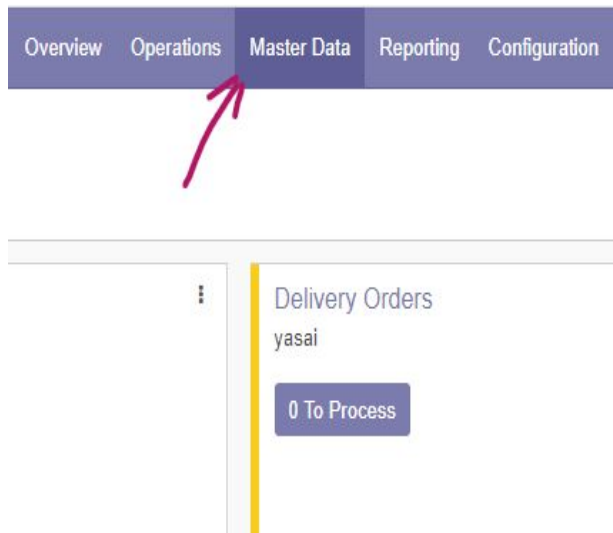 Overview Operations Master Data Reporting Configuration
Delivery Orders
yasai
0 To Process